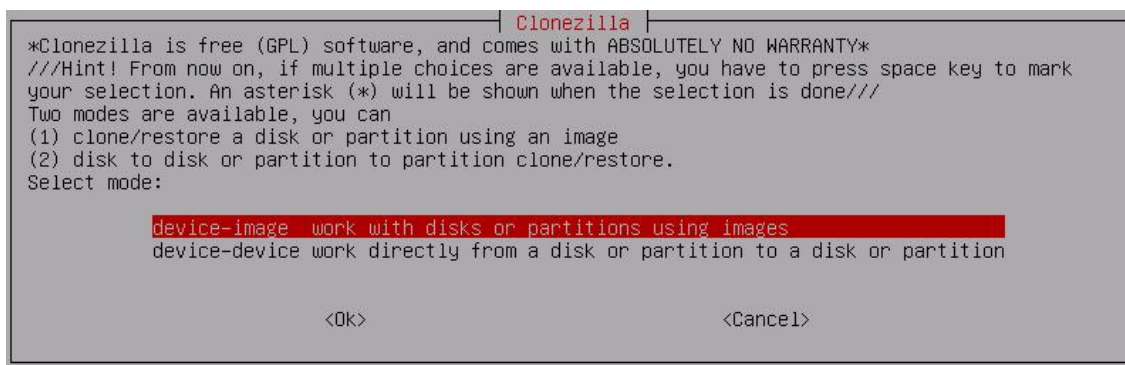 Clonezilla
*Clonezilla is free (GPL) software, and comes with ABSOLUTELY NO WARRANTY*
///Hint! From now on, if multiple choices are available, you have to press space key to mark
your selection. An asterisk (*) will be shown when the selection is done///
Two modes are available, you can
(1) clone/restore a disk or partition using an image
(2) disk to disk or partition to partition clone/restore.
Select mode:
device-image work with disks or partitions using images
device-device work directly from a disk or partition to a disk or partition
<Ok> <Cancel>